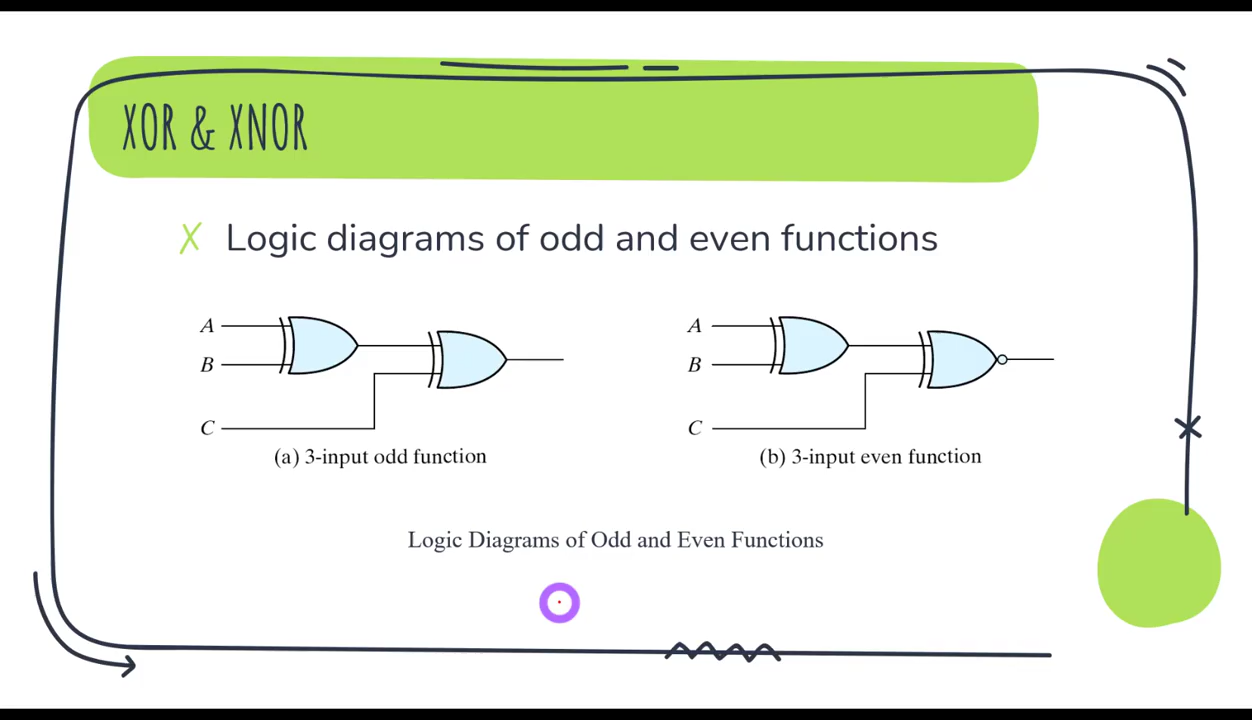 XOR & XNOR
X Logic diagrams of odd and even functions
A
B
C
(a) 3-input odd function
A
B
C
(b) 3-input even function
Logic Diagrams of Odd and Even Functions